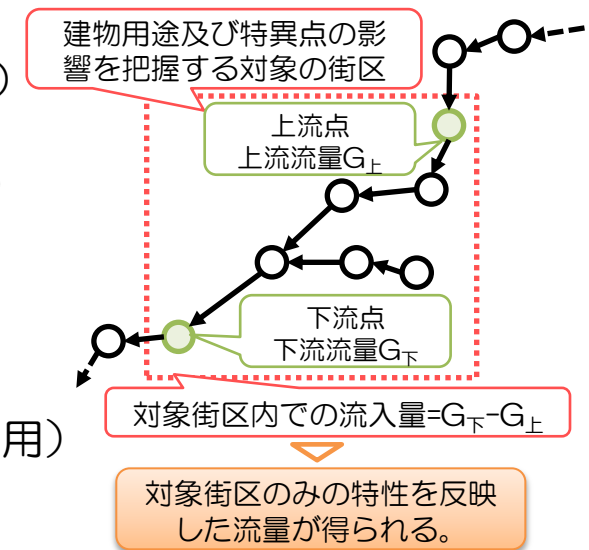 建物用途及び特異点の影
響を把握する対象の街区
）
上流点
上流流量G上
下流点
下流流量G下
対象街区内での流入量=G下-G上
用）
対象街区のみの特性を反映
した流量が得られる。